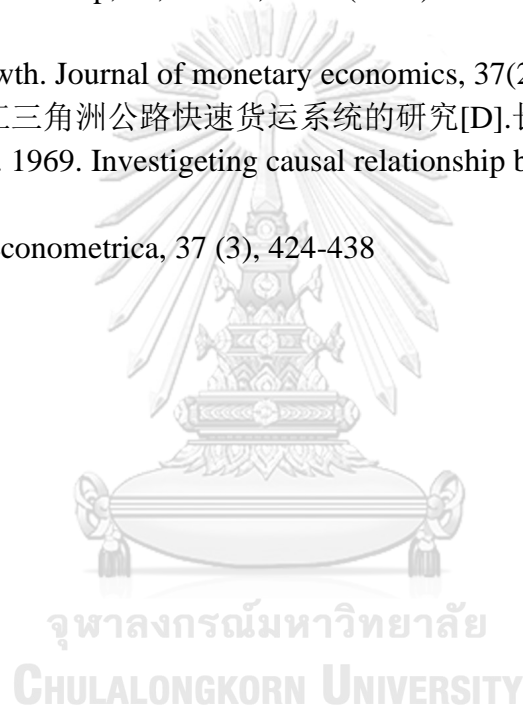 wth. Journal of monetary economics, 37(2
三角洲公路快速货运系统的研究[D].
. 1969. Investigeting causal relationship b
conometrica, 37 (3), 424-438
จุฬาลงกรณ์มหาวิทยาลัย
CHULALONGKORN UNIVERSITY